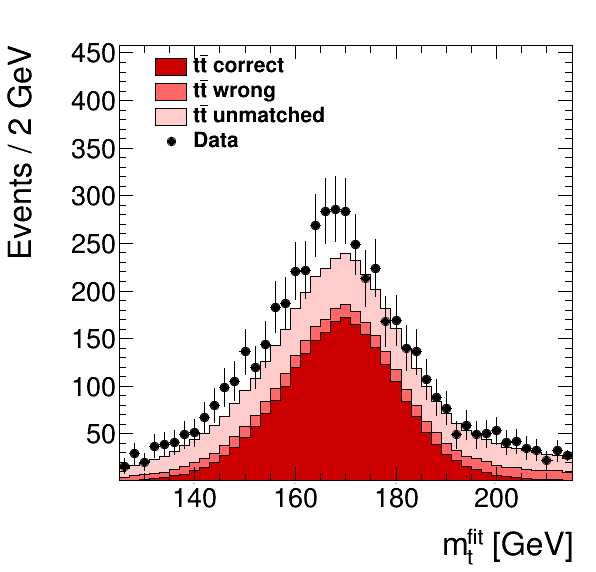 Events / 2 GeV
450
400
350
300
250
200
150
100
50
tt̄ correct
tt̄ wrong
tt̄ unmatched
Data
140 160 180 200
m_t^fit [GeV]